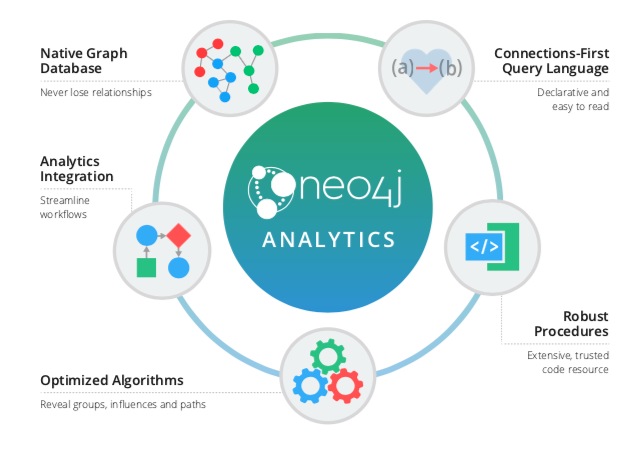 Native Graph
Database
Never lose relationships
Connections-First
Query Language
Declarative and
easy to read
(a)→(b)
Analytics
Integration
Streamline
workflows
neo4j
ANALYTICS
</>
Robust
Procedures
Extensive, trusted
code resource
Optimized Algorithms
Reveal groups, influences and paths